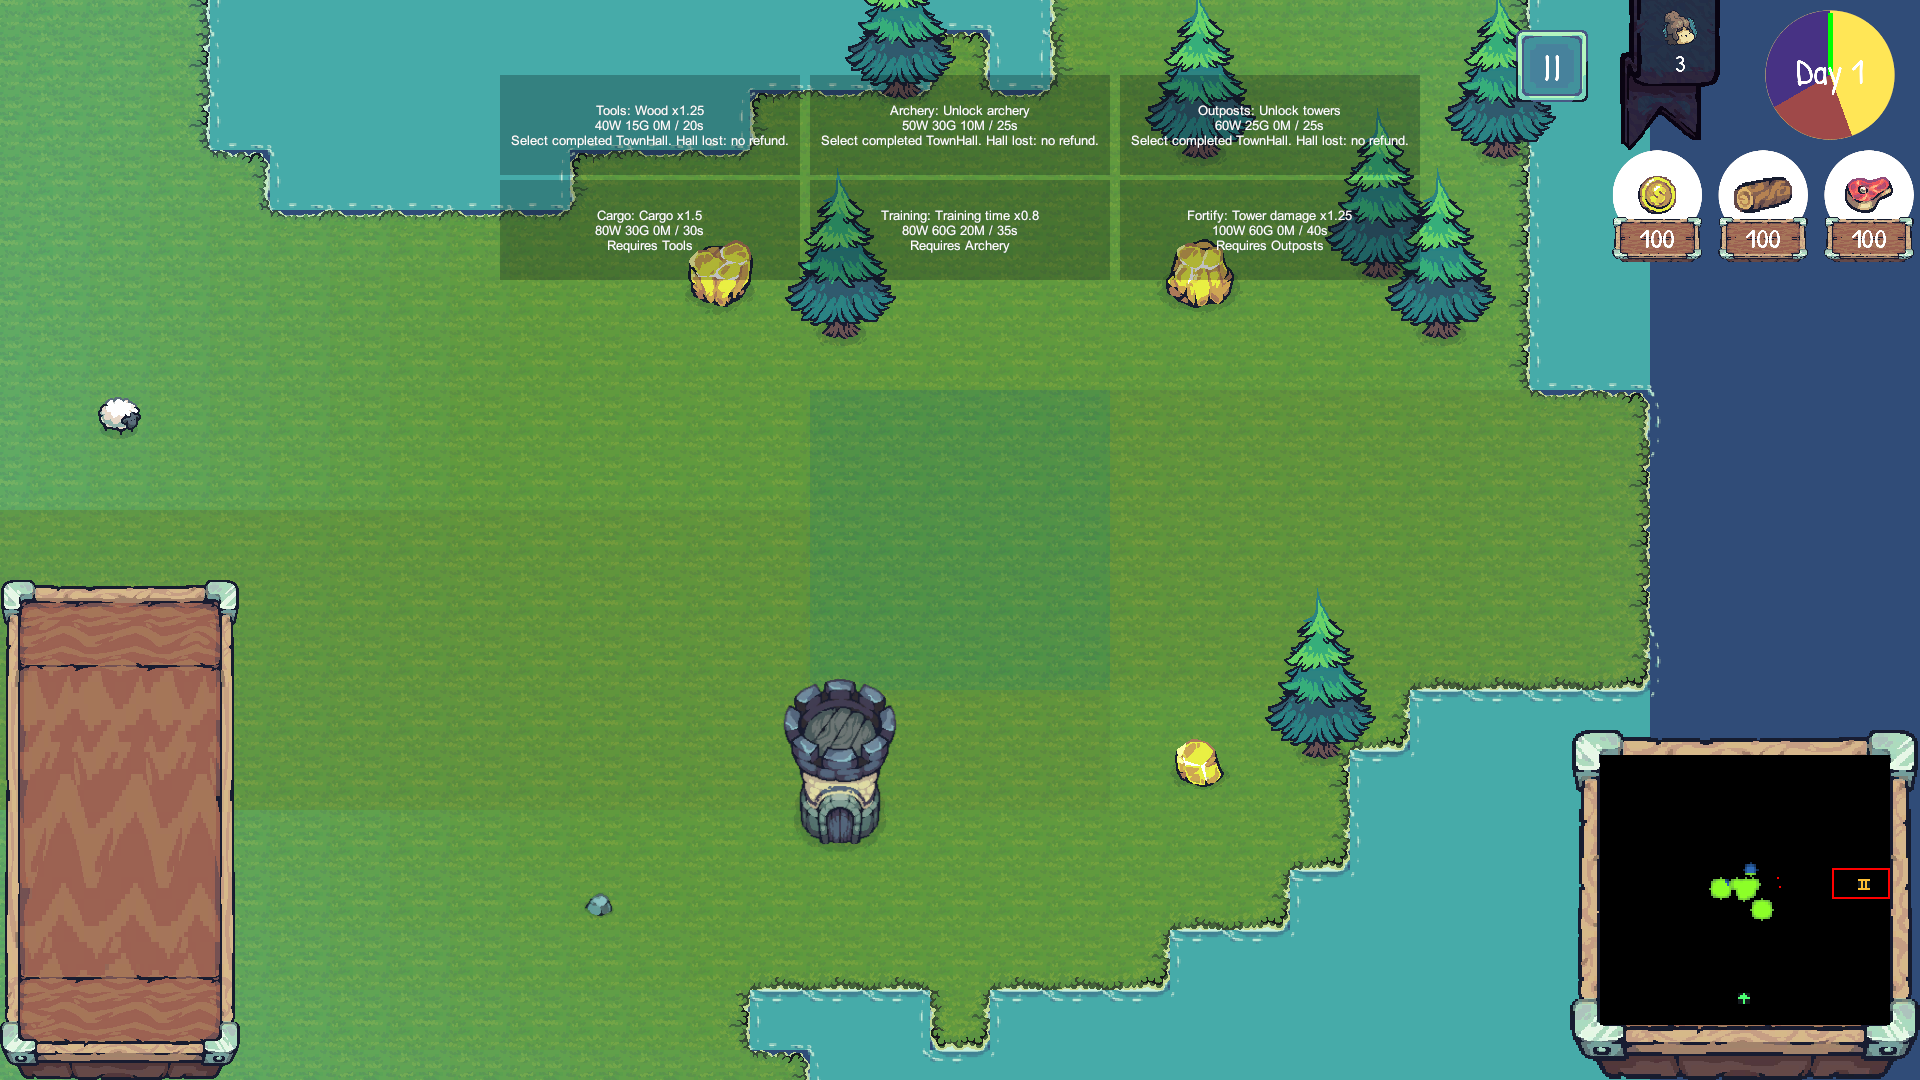 Tools: Wood x1.25
40W 15G 0M / 20s
Select completed TownHall. Hall lost: no refund.
Archery: Unlock archery
50W 30G 10M / 25s
Select completed TownHall. Hall lost: no refund.
Outposts: Unlock towers
60W 25G 0M / 25s
Select completed TownHall. Hall lost: no refund.
Cargo: Cargo x1.5
80W 30G 0M / 30s
Requires Tools
Training: Training time x0.8
80W 60G 20M / 35s
Requires Archery
Fortify: Tower damage x1.25
100W 60G 0M / 40s
Requires Outposts
3
Day 1
100
100
100